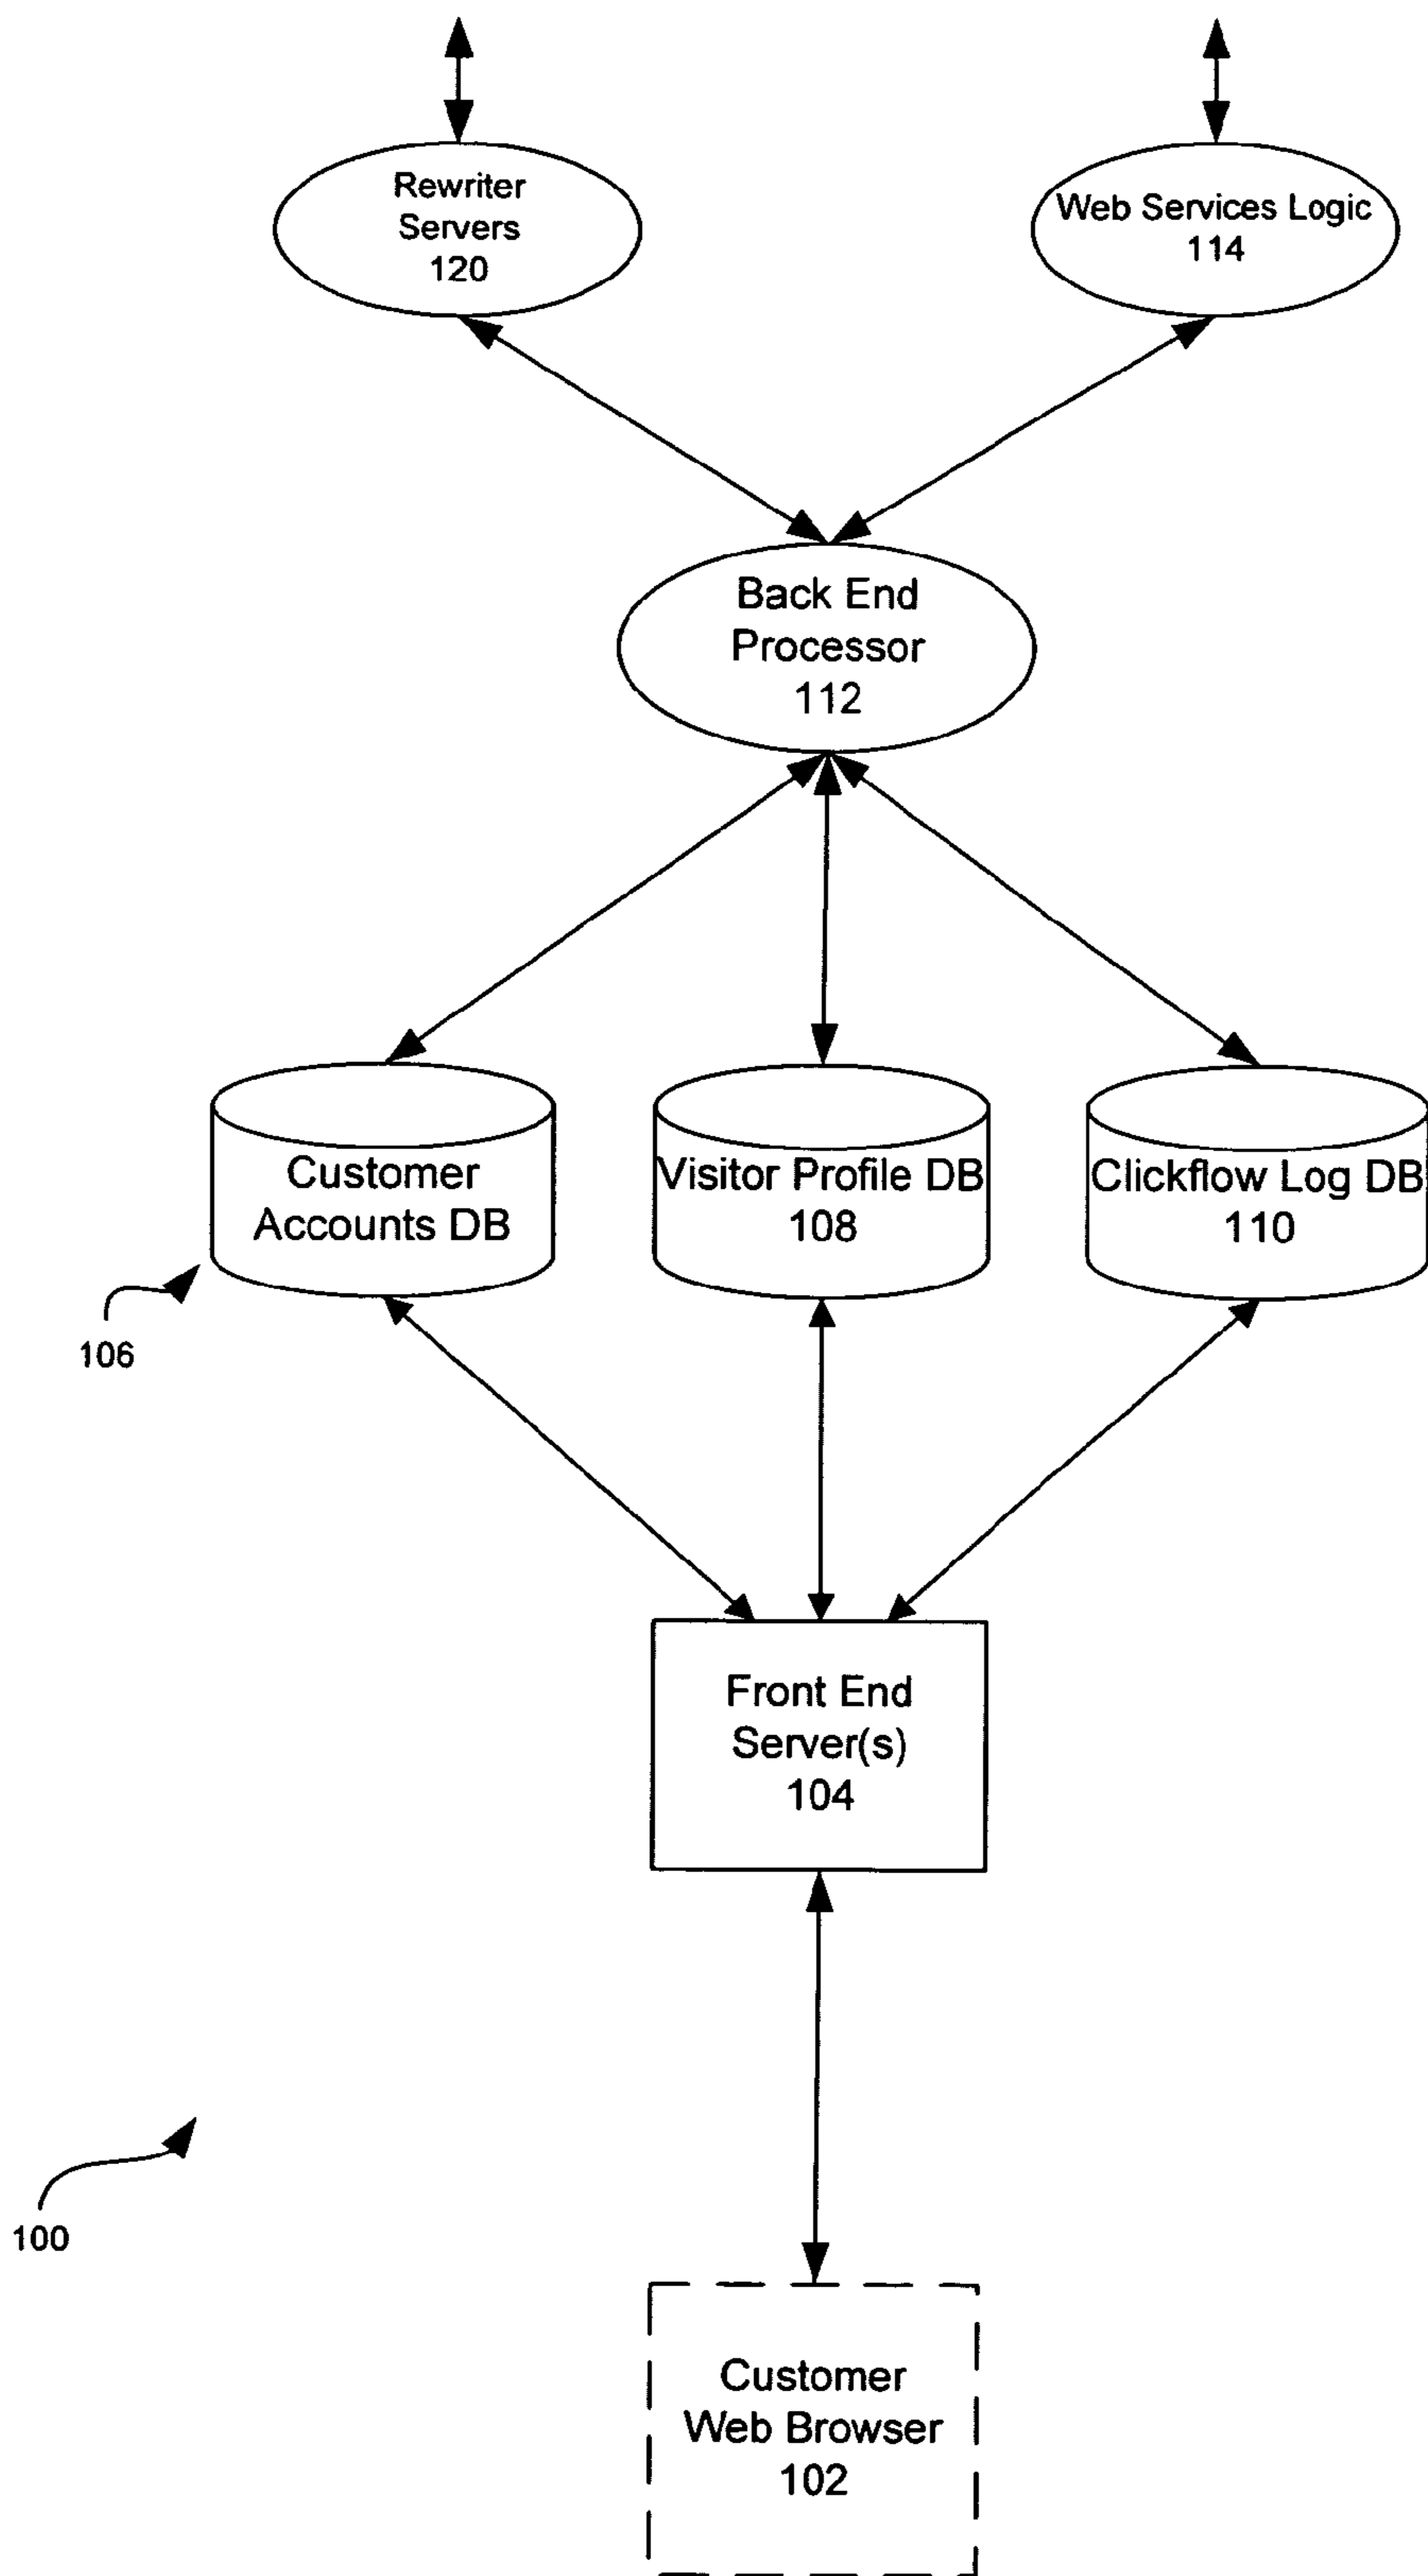 Rewriter
Servers
120
Web Services Logic
114
Back End
Processor
112
Customer
Accounts DB
Visitor Profile DB
108
Clickflow Log DB
110
106
Front End
Server(s)
104
100
Customer
Web Browser
102